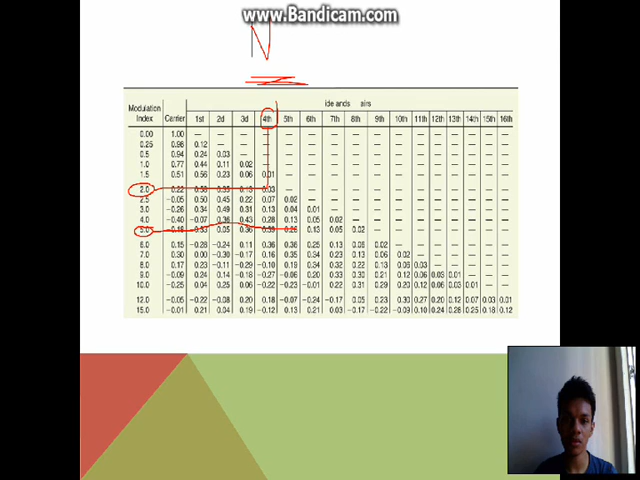 www.Bandicam.com
N
ide ands airs
Modulation Index Carrier 1st 2d 3d 4th 5th 6th 7th 8th 9th 10th 11th 12th 13th 14th 15th 16th
0.00 1.00 — — — — — — — — — — — — — — — —
0.25 0.98 0.12 — — — — — — — — — — — — — — —
0.5 0.94 0.24 0.03 — — — — — — — — — — — — — —
1.0 0.77 0.44 0.11 0.02 — — — — — — — — — — — — —
1.5 0.51 0.56 0.23 0.06 0.01 — — — — — — — — — — — —
2.0 0.22 0.58 0.35 0.13 0.03 — — — — — — — — — — — —
2.5 -0.05 0.50 0.45 0.22 0.07 0.02 — — — — — — — — — — —
3.0 -0.26 0.34 0.49 0.31 0.13 0.04 0.01 — — — — — — — — — —
4.0 -0.40 -0.07 0.36 0.43 0.28 0.13 0.05 0.02 — — — — — — — — —
5.0 -0.18 -0.33 0.05 0.36 0.39 0.26 0.13 0.05 0.02 — — — — — — — —
6.0 0.15 -0.28 -0.24 0.11 0.36 0.36 0.25 0.13 0.06 0.02 — — — — — — —
7.0 0.30 0.00 -0.30 -0.17 0.16 0.35 0.34 0.23 0.13 0.06 0.02 — — — — — —
8.0 0.17 0.23 -0.11 -0.29 -0.10 0.19 0.34 0.32 0.22 0.13 0.06 0.03 — — — — —
9.0 -0.09 0.24 0.14 -0.18 -0.27 -0.06 0.20 0.33 0.30 0.21 0.12 0.06 0.03 0.01 — — —
10.0 -0.25 0.04 0.25 0.06 -0.22 -0.23 -0.01 0.22 0.31 0.29 0.20 0.12 0.06 0.03 0.01 — —
12.0 -0.05 -0.22 -0.08 0.20 0.18 -0.07 -0.24 -0.17 0.05 0.23 0.30 0.27 0.20 0.12 0.07 0.03 0.01
15.0 -0.01 0.21 0.04 0.19 -0.12 0.13 0.21 0.03 -0.17 -0.22 -0.09 0.10 0.24 0.28 0.25 0.18 0.12